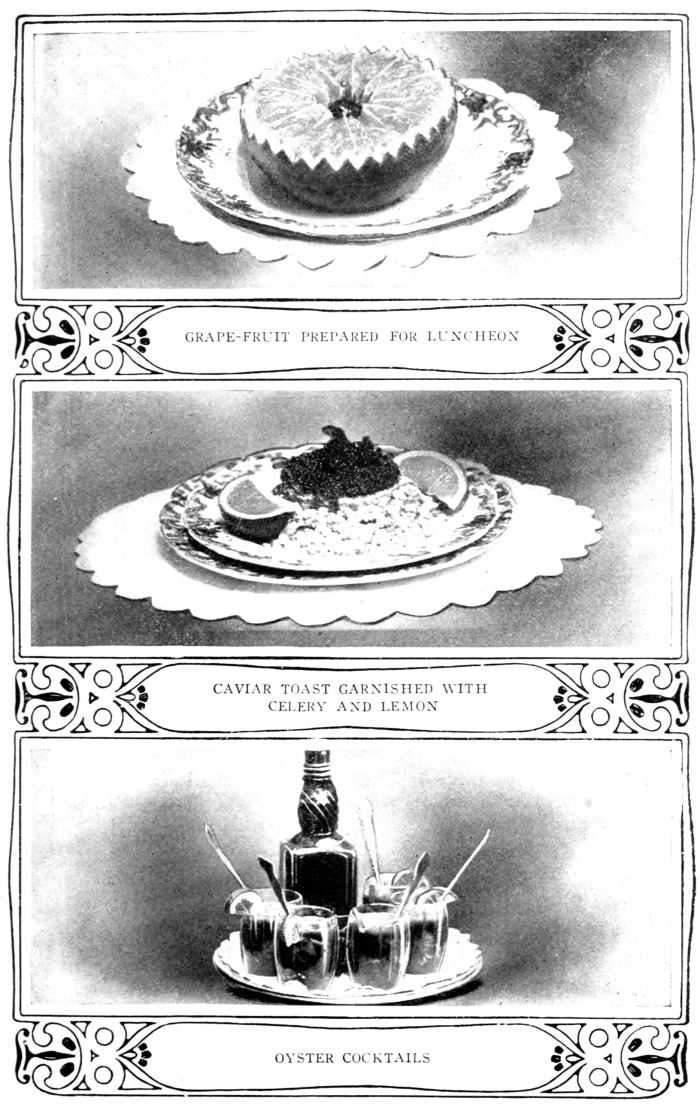 GRAPE-FRUIT PREPARED FOR LUNCHEON
CAVIAR TOAST GARNISHED WITH
CELERY AND LEMON
OYSTER COCKTAILS